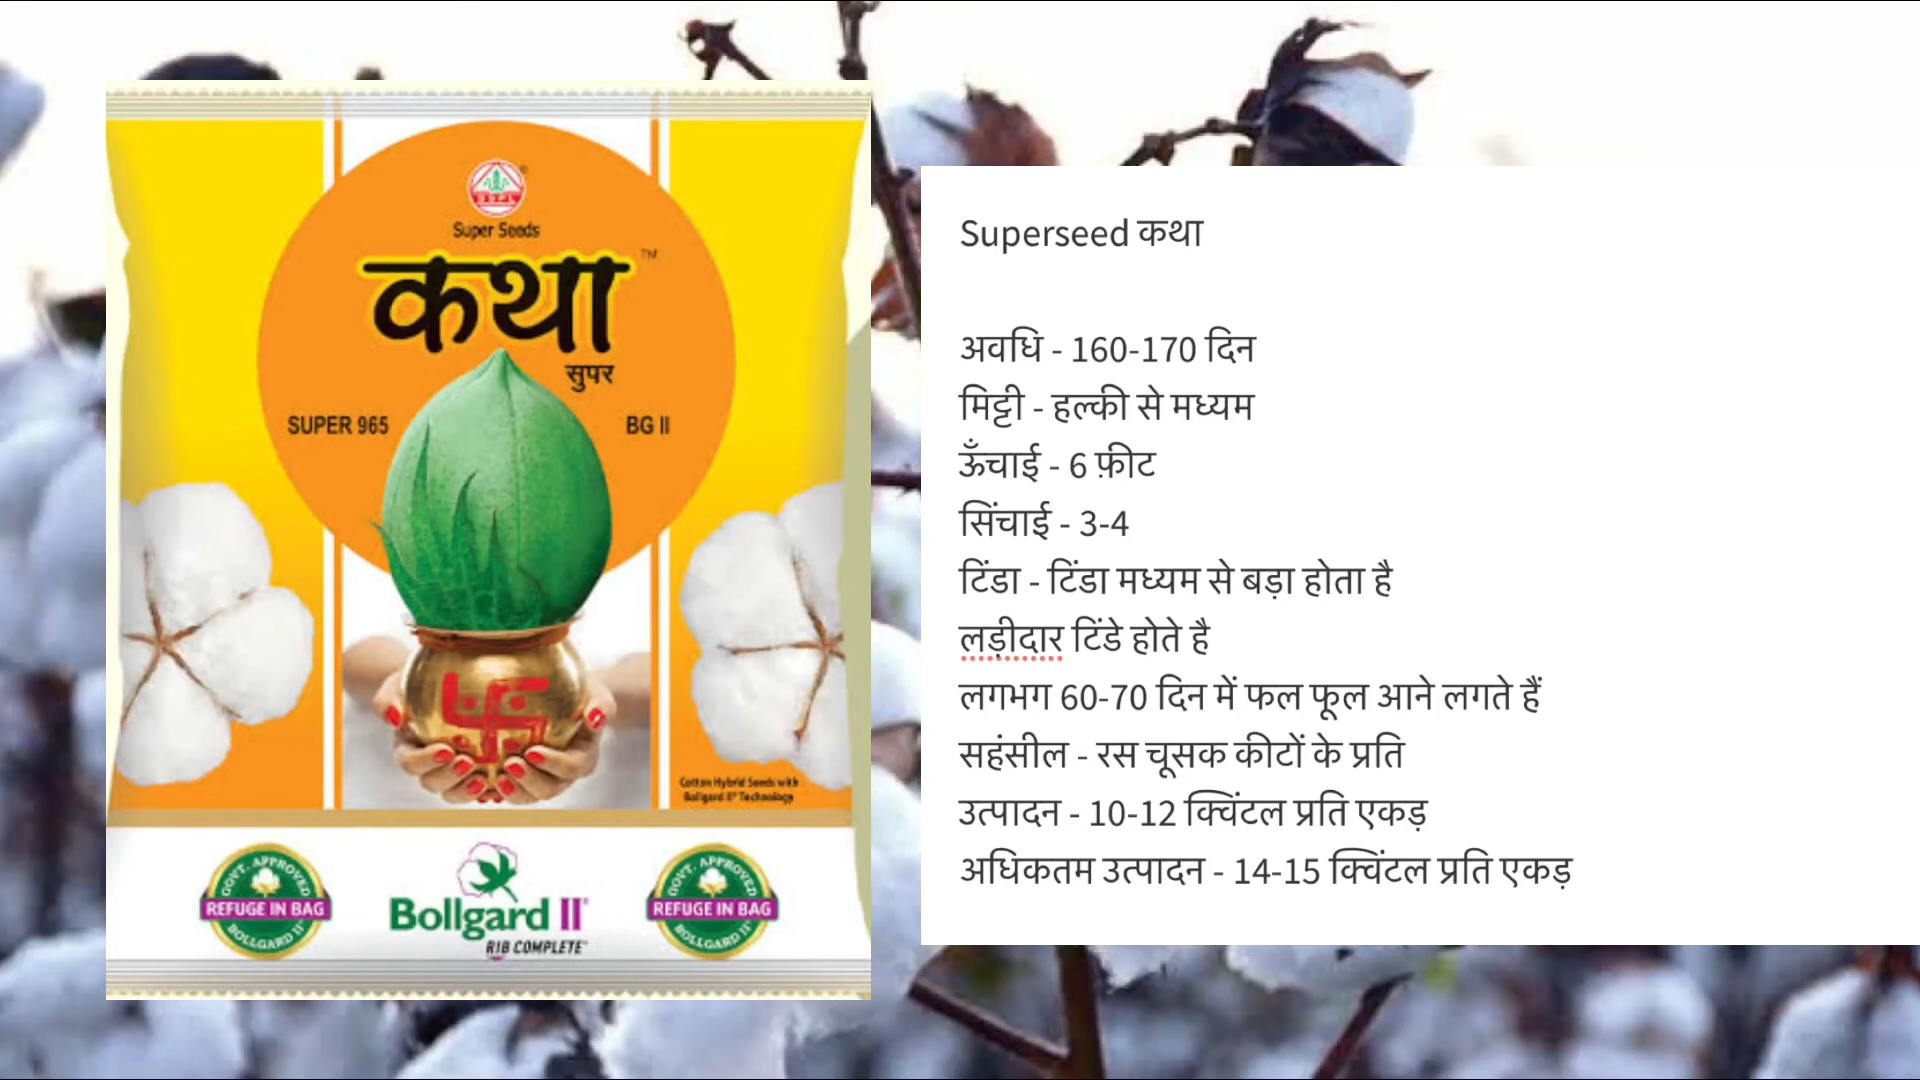 SSPL
Super Seeds
कथा
TM
सुपर
SUPER 965
BG II
Cotton Hybrid Seeds with
Bollgard II® Technology
GOVT. APPROVED
REFUGE IN BAG
BOLLGARD II
Bollgard II®
RIB COMPLETE™
GOVT. APPROVED
REFUGE IN BAG
BOLLGARD II
Superseed कथा
अवधि - 160-170 दिन
मिट्टी - हल्की से मध्यम
ऊँचाई - 6 फ़ीट
सिंचाई - 3-4
टिंडा - टिंडा मध्यम से बड़ा होता है
लड़ीदार टिंडे होते है
लगभग 60-70 दिन में फल फूल आने लगते हैं
सहंसील - रस चूसक कीटों के प्रति
उत्पादन - 10-12 क्विंटल प्रति एकड़
अधिकतम उत्पादन - 14-15 क्विंटल प्रति एकड़